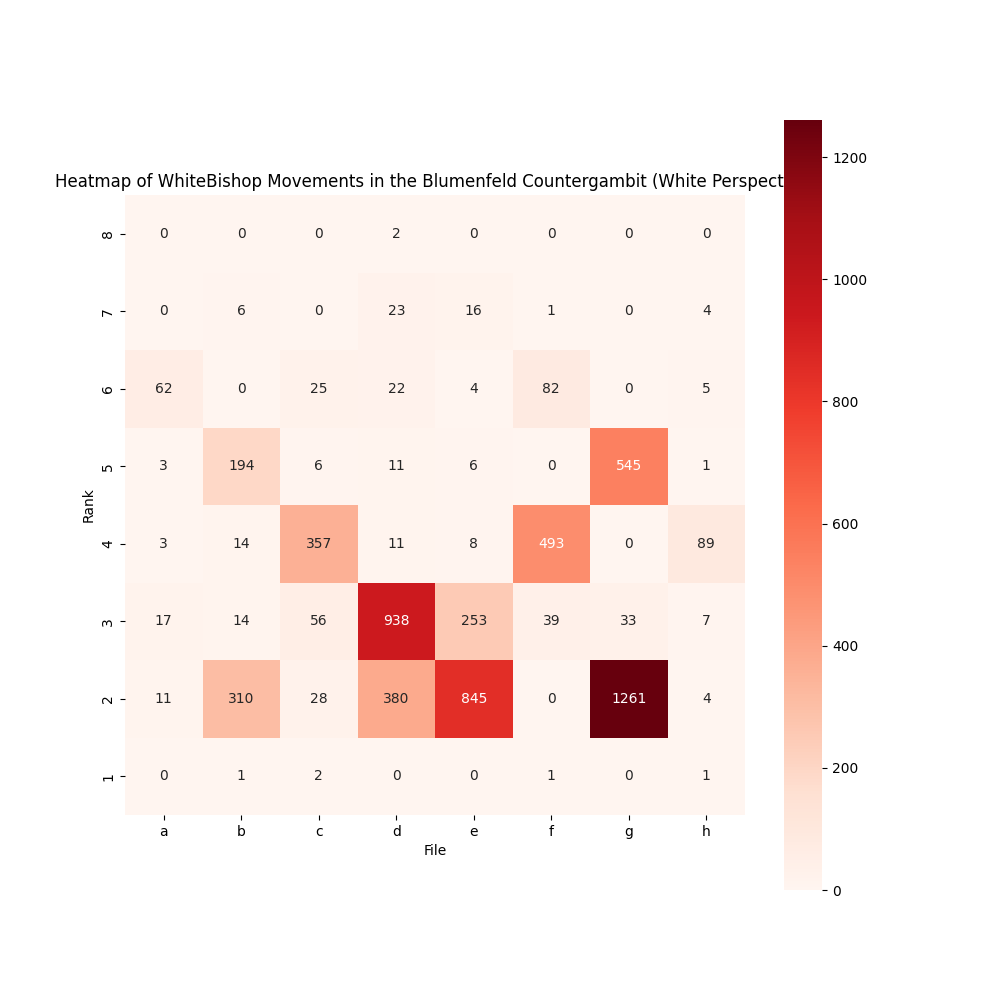 Heatmap of WhiteBishop Movements in the Blumenfeld Countergambit (White Perspect
1200
8 0 0 0 2 0 0 0 0
1000
7 0 6 0 23 16 1 0 4
6 62 0 25 22 4 82 0 5
800
5 3 194 6 11 6 0 545 1
Rank
600
4 3 14 357 11 8 493 0 89
3 17 14 56 938 253 39 33 7
400
2 11 310 28 380 845 0 1261 4
200
1 0 1 2 0 0 1 0 1
a b c d e f g h
File
0